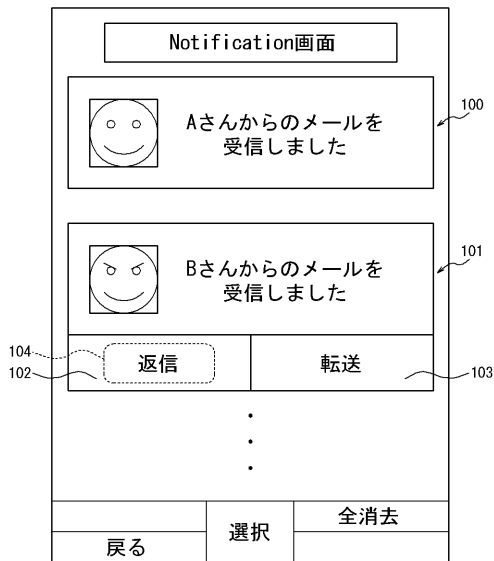 Notification画面
Aさんからのメールを
受信しました
100
Bさんからのメールを
受信しました
101
104
102
返信
転送
103
全消去
選択
戻る